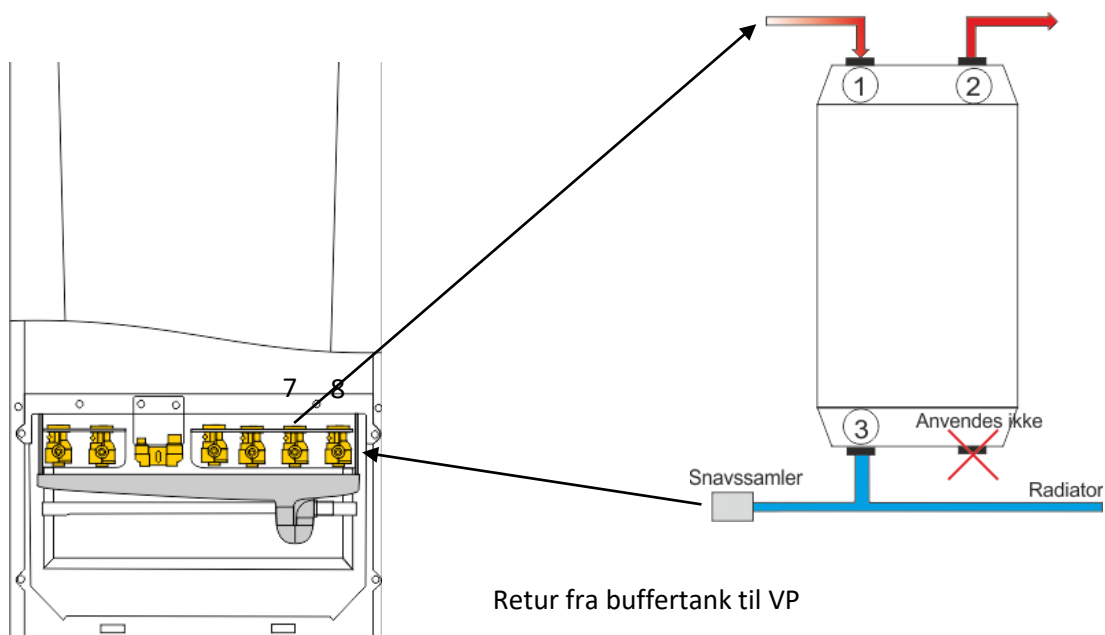 1
2
7
8
3
Anvendes ikke
Snavssamler
Radiator
Retur fra buffertank til VP